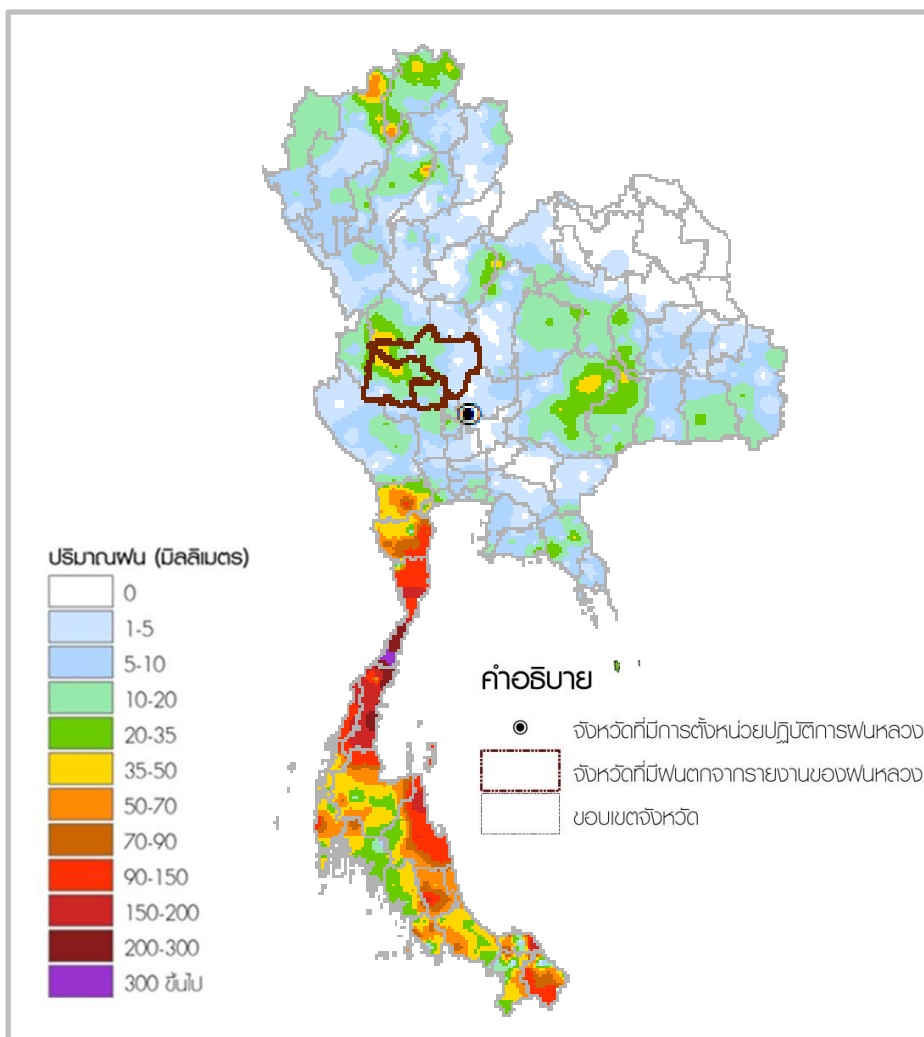 ปริมาณฝน (มิลลิเมตร)
0
1-5
5-10
10-20
20-35
35-50
50-70
70-90
90-150
150-200
200-300
300 ขึ้นไป
คำอธิบาย
จังหวัดที่มีการตั้งหน่วยปฏิบัติการฝนหลวง
จังหวัดที่มีฝนตกจากรายงานของฝนหลวง
ขอบเขตจังหวัด